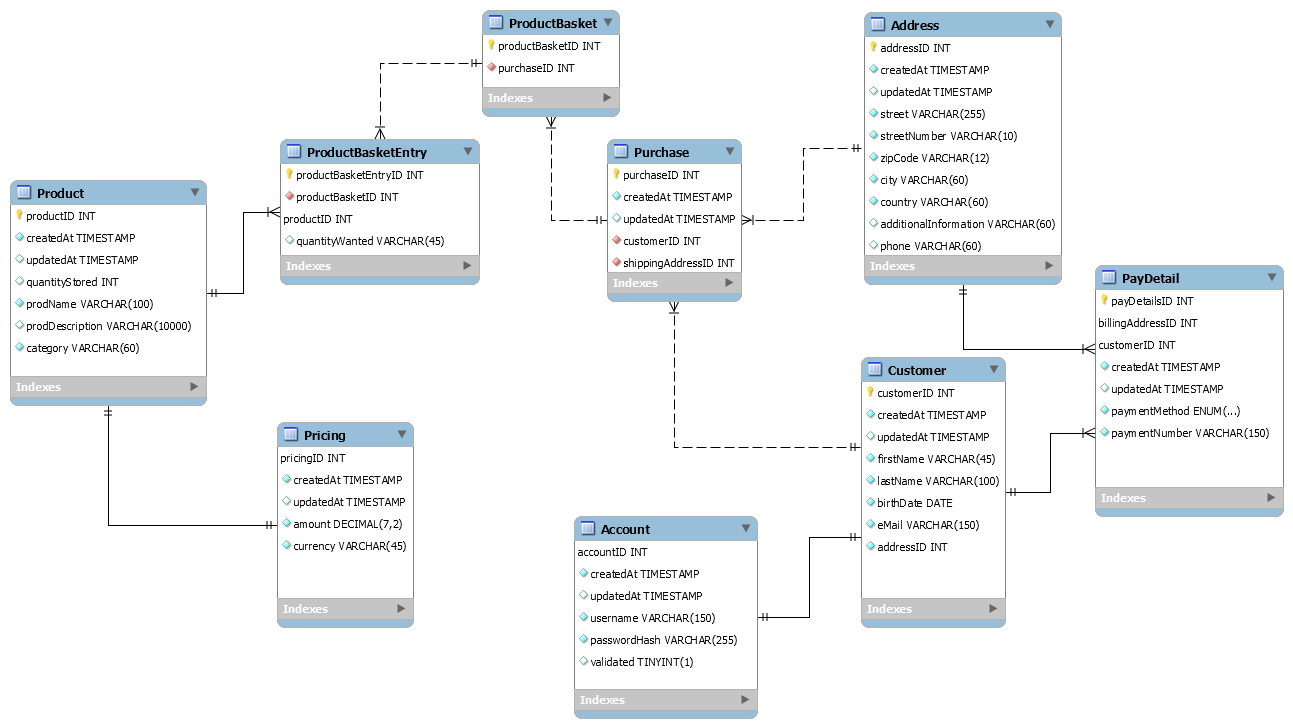 ProductBasket
productBasketID INT
purchaseID INT
Indexes
Address
addressID INT
createdAt TIMESTAMP
updatedAt TIMESTAMP
street VARCHAR(255)
streetNumber VARCHAR(10)
zipCode VARCHAR(12)
city VARCHAR(60)
country VARCHAR(60)
additionalInformation VARCHAR(60)
phone VARCHAR(60)
Indexes
ProductBasketEntry
productBasketEntryID INT
productBasketID INT
productID INT
quantityWanted VARCHAR(45)
Indexes
Purchase
purchaseID INT
createdAt TIMESTAMP
updatedAt TIMESTAMP
customerID INT
shippingAddressID INT
Indexes
Product
productID INT
createdAt TIMESTAMP
updatedAt TIMESTAMP
quantityStored INT
prodName VARCHAR(100)
prodDescription VARCHAR(10000)
category VARCHAR(60)
Indexes
PayDetail
payDetailsID INT
billingAddressID INT
customerID INT
createdAt TIMESTAMP
updatedAt TIMESTAMP
paymentMethod ENUM(...)
paymentNumber VARCHAR(150)
Indexes
Customer
customerID INT
createdAt TIMESTAMP
updatedAt TIMESTAMP
firstName VARCHAR(45)
lastName VARCHAR(100)
birthDate DATE
eMail VARCHAR(150)
addressID INT
Indexes
Pricing
pricingID INT
createdAt TIMESTAMP
updatedAt TIMESTAMP
amount DECIMAL(7,2)
currency VARCHAR(45)
Indexes
Account
accountID INT
createdAt TIMESTAMP
updatedAt TIMESTAMP
username VARCHAR(150)
passwordHash VARCHAR(255)
validated TINYINT(1)
Indexes